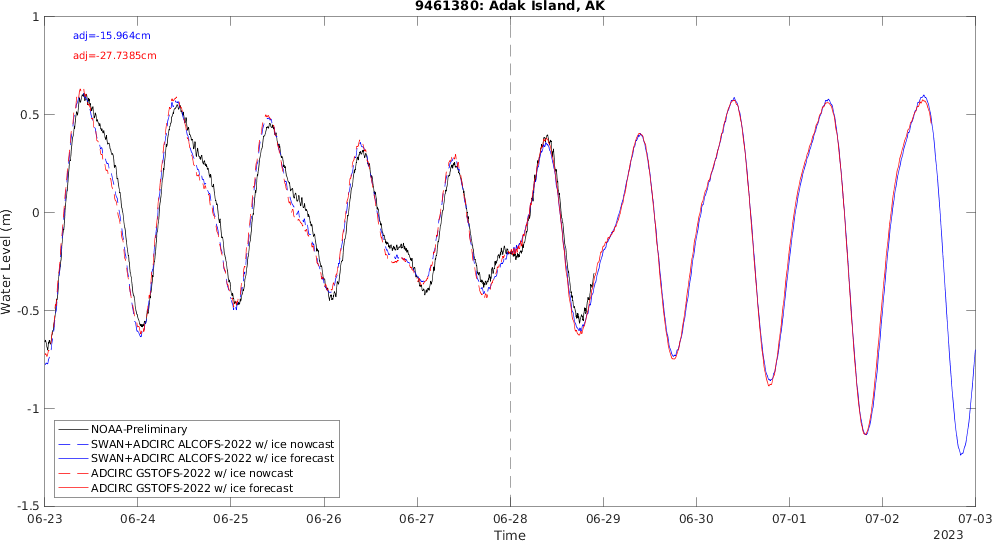 9461380: Adak Island, AK
adj=-15.964cm
adj=-27.7385cm
1
0.5
0
-0.5
-1
-1.5
Water Level (m)
NOAA-Preliminary
SWAN+ADCIRC ALCOFS-2022 w/ ice nowcast
SWAN+ADCIRC ALCOFS-2022 w/ ice forecast
ADCIRC GSTOFS-2022 w/ ice nowcast
ADCIRC GSTOFS-2022 w/ ice forecast
06-23 06-24 06-25 06-26 06-27 06-28 06-29 06-30 07-01 07-02 07-03
Time
2023